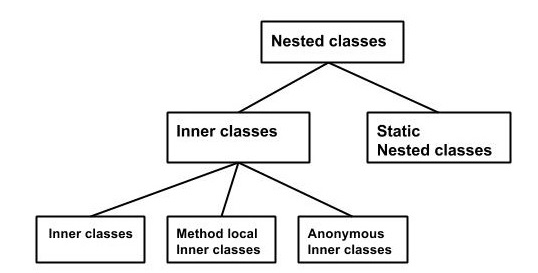 Nested classes
Inner classes
Static
Nested classes
Inner classes
Method local
Inner classes
Anonymous
Inner classes